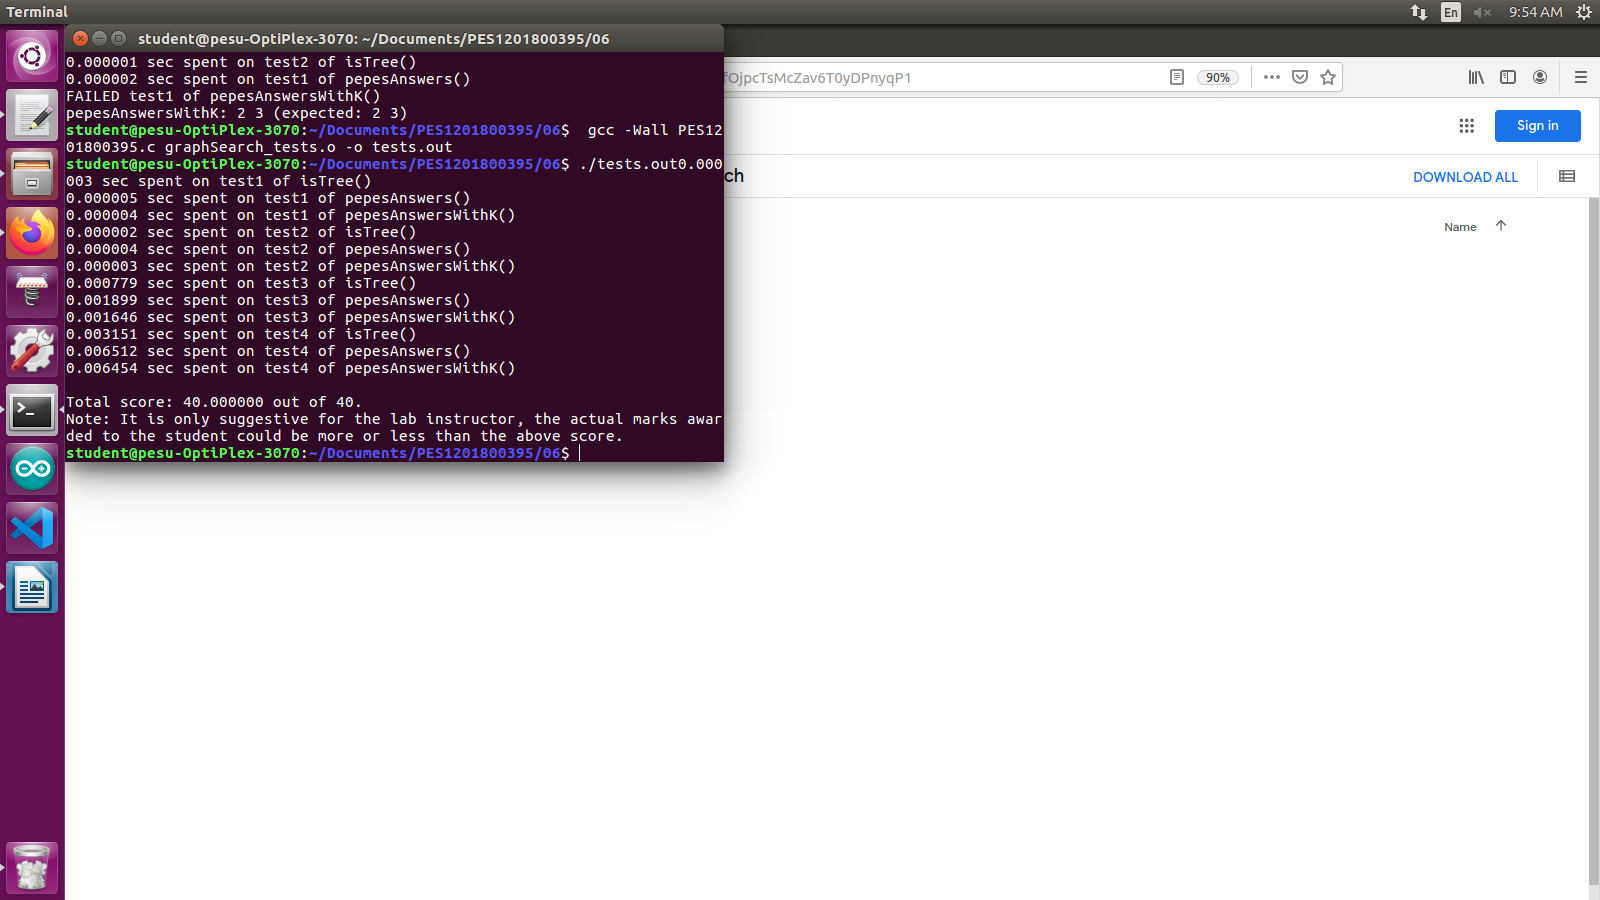 Terminal
En
9:54 AM
student@pesu-OptiPlex-3070: ~/Documents/PES1201800395/06
0.000001 sec spent on test2 of isTree()
0.000002 sec spent on test1 of pepesAnswers()
FAILED test1 of pepesAnswersWithK()
pepesAnswersWithK: 2 3 (expected: 2 3)
student@pesu-OptiPlex-3070:~/Documents/PES1201800395/06$  gcc -Wall PES12
01800395.c graphSearch_tests.o -o tests.out
student@pesu-OptiPlex-3070:~/Documents/PES1201800395/06$ ./tests.out0.000
003 sec spent on test1 of isTree()
0.000005 sec spent on test1 of pepesAnswers()
0.000004 sec spent on test1 of pepesAnswersWithK()
0.000002 sec spent on test2 of isTree()
0.000004 sec spent on test2 of pepesAnswers()
0.000003 sec spent on test2 of pepesAnswersWithK()
0.000779 sec spent on test3 of isTree()
0.001899 sec spent on test3 of pepesAnswers()
0.001646 sec spent on test3 of pepesAnswersWithK()
0.003151 sec spent on test4 of isTree()
0.006512 sec spent on test4 of pepesAnswers()
0.006454 sec spent on test4 of pepesAnswersWithK()
Total score: 40.000000 out of 40.
Note: It is only suggestive for the lab instructor, the actual marks awar
ded to the student could be more or less than the above score.
student@pesu-OptiPlex-3070:~/Documents/PES1201800395/06$
fOjpcTsMcZav6T0yDPnyqP1
90%
Sign in
ch
DOWNLOAD ALL
Name